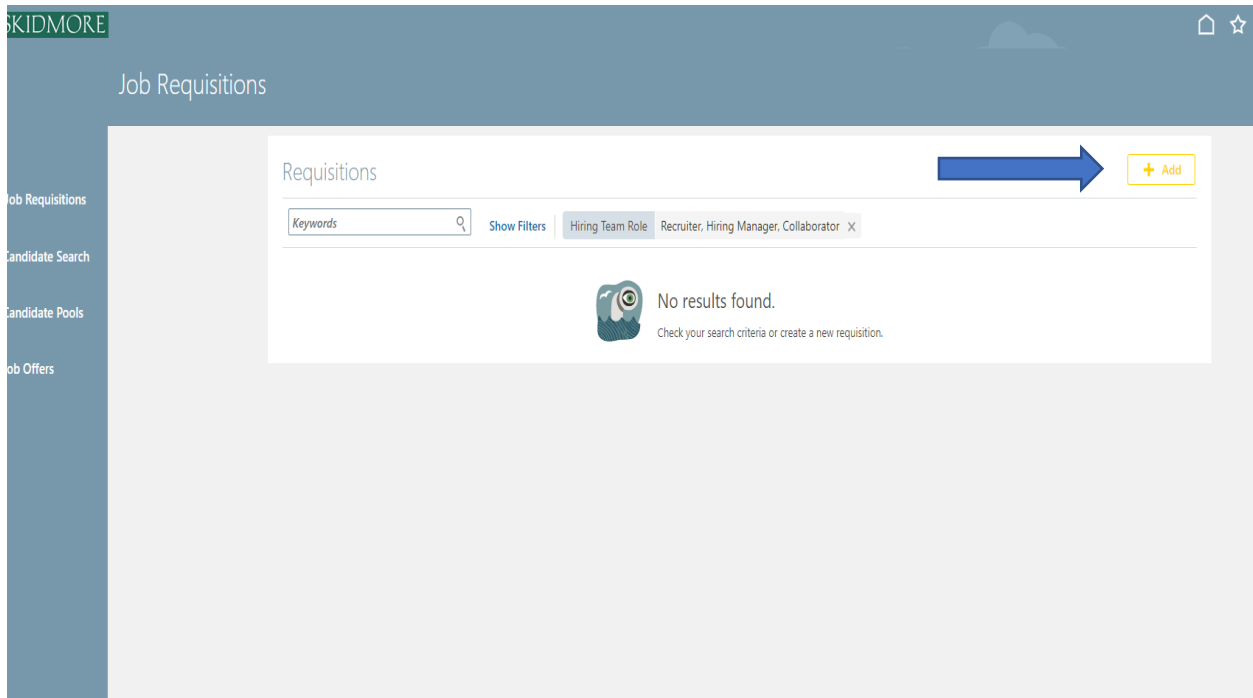 SKIDMORE
Job Requisitions
Requisitions
+ Add
Job Requisitions
Keywords
Show Filters
Hiring Team Role
Recruiter, Hiring Manager, Collaborator X
Candidate Search
No results found.
Candidate Pools
Check your search criteria or create a new requisition.
Job Offers